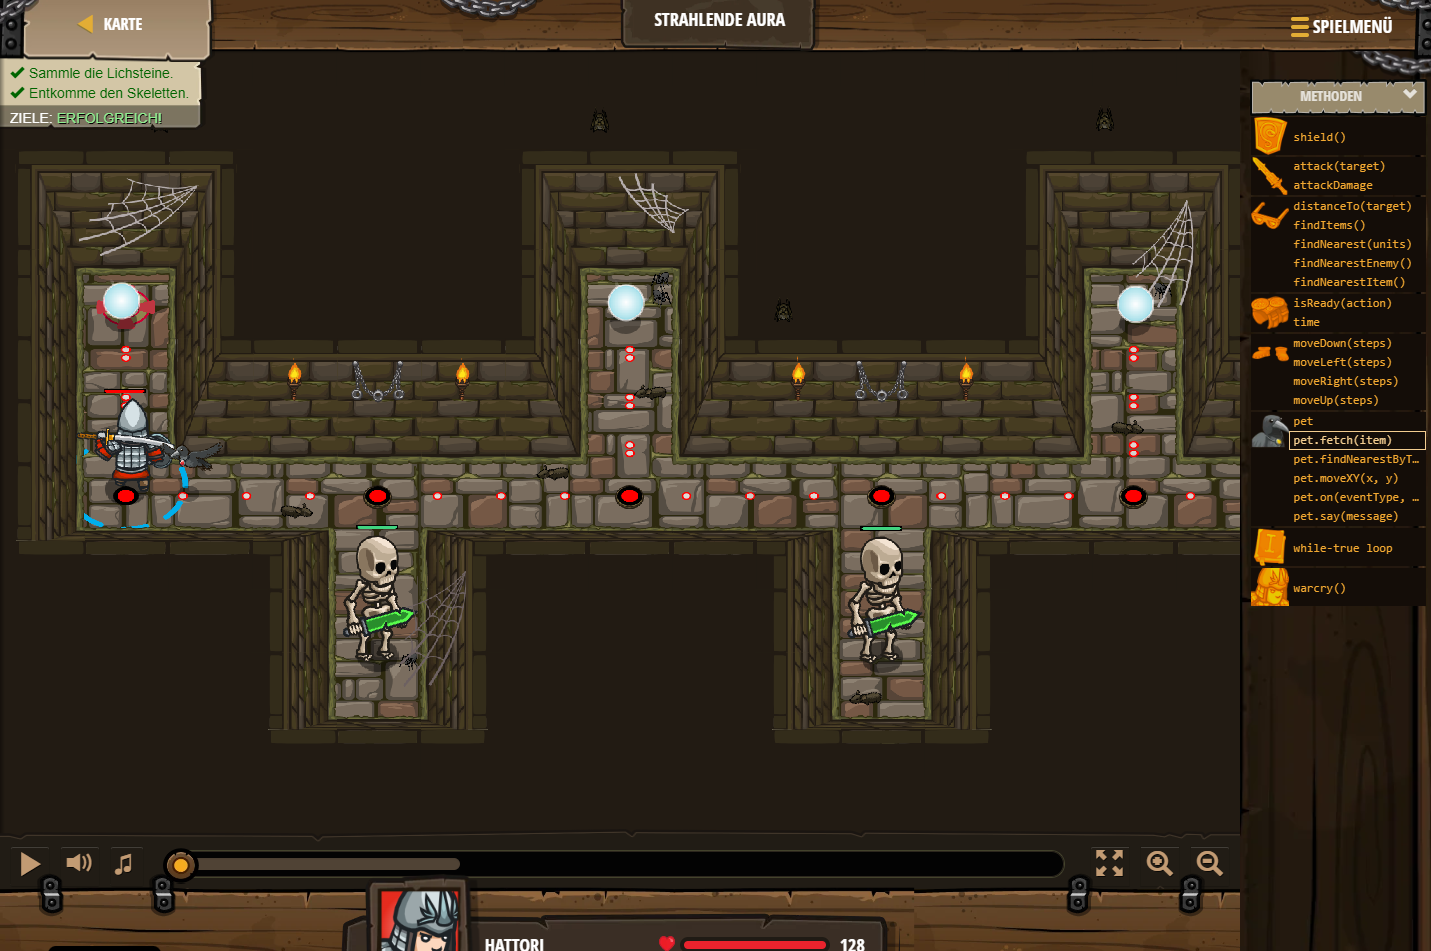 KARTE
STRAHLENDE AURA
SPIELMENÜ
Sammle die Lichsteine.
Entkomme den Skeletten.
ZIELE: ERFOLGREICH!
METHODEN
shield()
attack(target)
attackDamage
distanceTo(target)
findItems()
findNearest(units)
findNearestEnemy()
findNearestItem()
isReady(action)
time
moveDown(steps)
moveLeft(steps)
moveRight(steps)
moveUp(steps)
pet
pet.fetch(item)
pet.findNearestByT…
pet.moveXY(x, y)
pet.on(eventType, …
pet.say(message)
while-true loop
warcry()
HATTORI
128